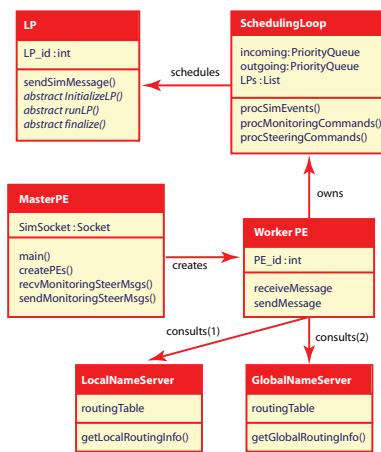 LP
LP_id : int
sendSimMessage()
abstract InitializeLP()
abstract runLP()
abstract finalize()
schedules
SchedulingLoop
incoming:PriorityQueue
outgoing:PriorityQueue
LPs : List
procSimEvents()
procMonitoringCommands()
procSteeringCommands()
owns
MasterPE
SimSocket : Socket
main()
createPEs()
recvMonitoringSteerMsgs()
sendMonitoringSteerMsgs()
creates
Worker PE
PE_id : int
receiveMessage
sendMessage
consults(1)
consults(2)
LocalNameServer
routingTable
getLocalRoutingInfo()
GlobalNameServer
routingTable
getGlobalRoutingInfo()